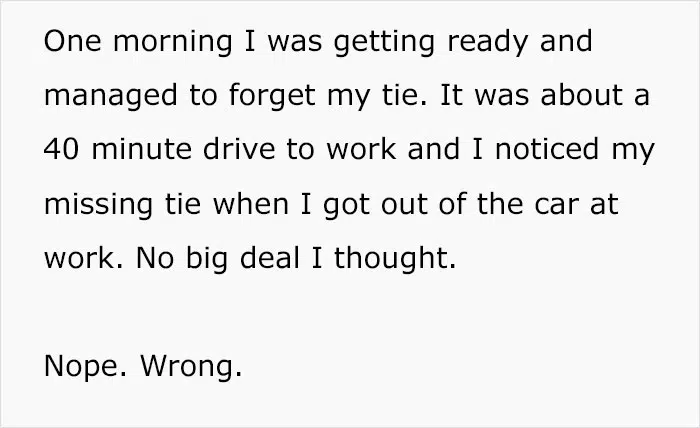 One morning I was getting ready and
managed to forget my tie. It was about a
40 minute drive to work and I noticed my
missing tie when I got out of the car at
work. No big deal I thought.
Nope. Wrong.